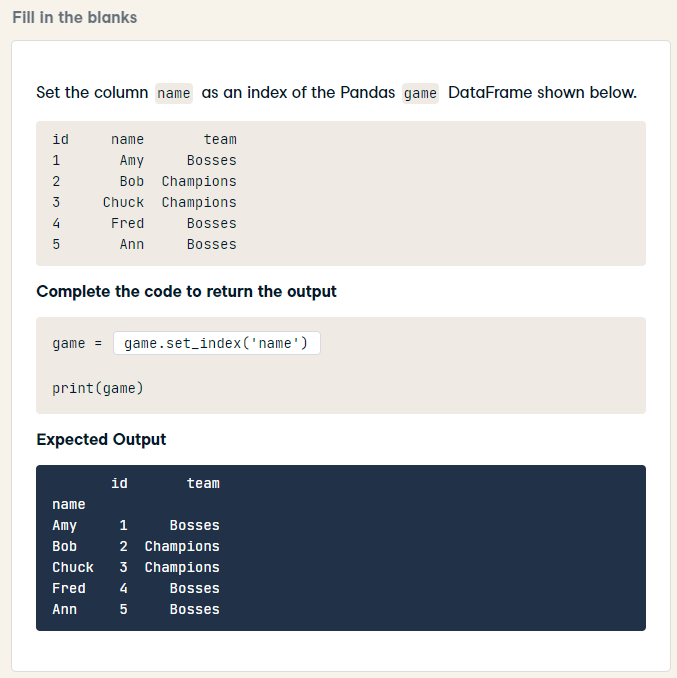 Fill in the blanks
Set the column name as an index of the Pandas game DataFrame shown below.
id     name       team
1       Amy     Bosses
2       Bob  Champions
3     Chuck  Champions
4      Fred     Bosses
5       Ann     Bosses
Complete the code to return the output
game = game.set_index('name')
print(game)
Expected Output
       id       team
name
Amy     1     Bosses
Bob     2  Champions
Chuck   3  Champions
Fred    4     Bosses
Ann     5     Bosses